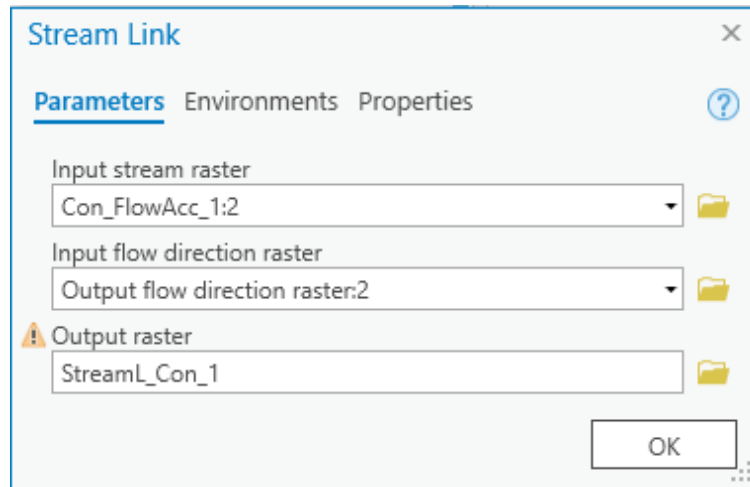 Stream Link
Parameters Environments Properties
Input stream raster
Con_FlowAcc_1:2
Input flow direction raster
Output flow direction raster:2
Output raster
StreamL_Con_1
OK